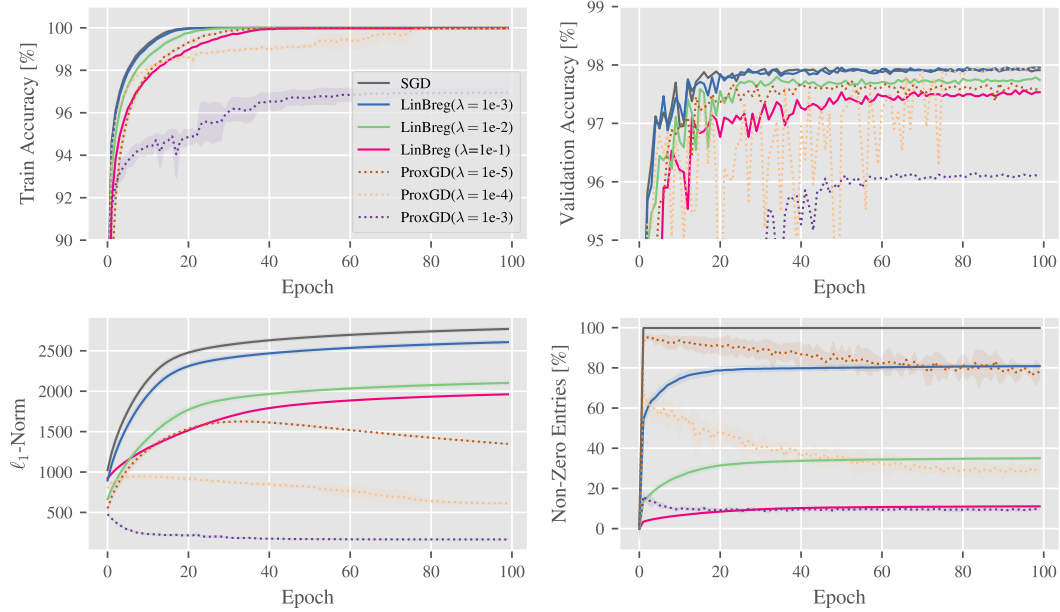 100
98
96
94
92
90
Train Accuracy [%]
0 20 40 60 80 100
Epoch
SGD
LinBreg(λ = 1e-3)
LinBreg(λ = 1e-2)
LinBreg (λ=1e-1)
ProxGD(λ = 1e-5)
ProxGD(λ = 1e-4)
ProxGD(λ = 1e-3)
99
98
97
96
95
Validation Accuracy [%]
0 20 40 60 80 100
Epoch
2500
2000
1500
1000
500
ℓ₁-Norm
0 20 40 60 80 100
Epoch
100
80
60
40
20
0
Non-Zero Entries [%]
0 20 40 60 80 100
Epoch